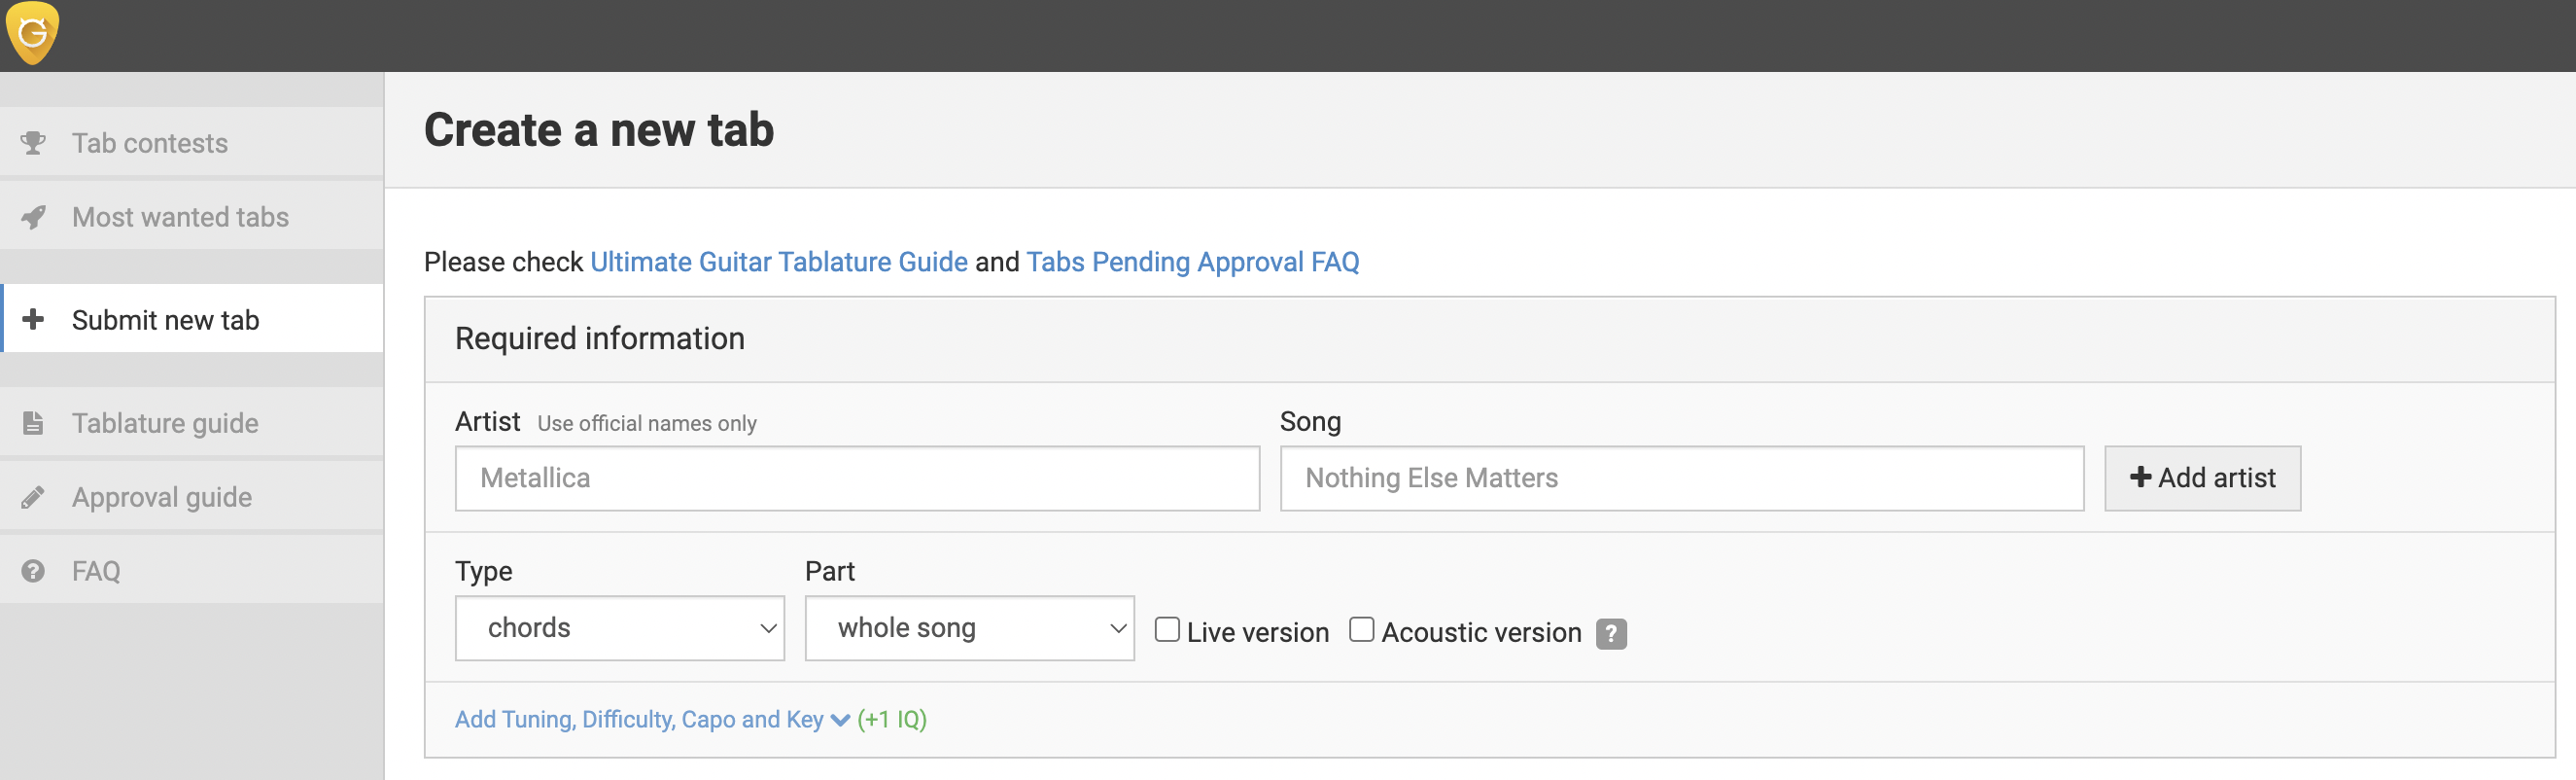 G
Tab contests
Most wanted tabs
Submit new tab
Tablature guide
Approval guide
FAQ
Create a new tab
Please check Ultimate Guitar Tablature Guide and Tabs Pending Approval FAQ
Required information
Artist Use official names only Song
Metallica Nothing Else Matters Add artist
Type Part
chords whole song Live version Acoustic version ?
Add Tuning, Difficulty, Capo and Key (+1 IQ)